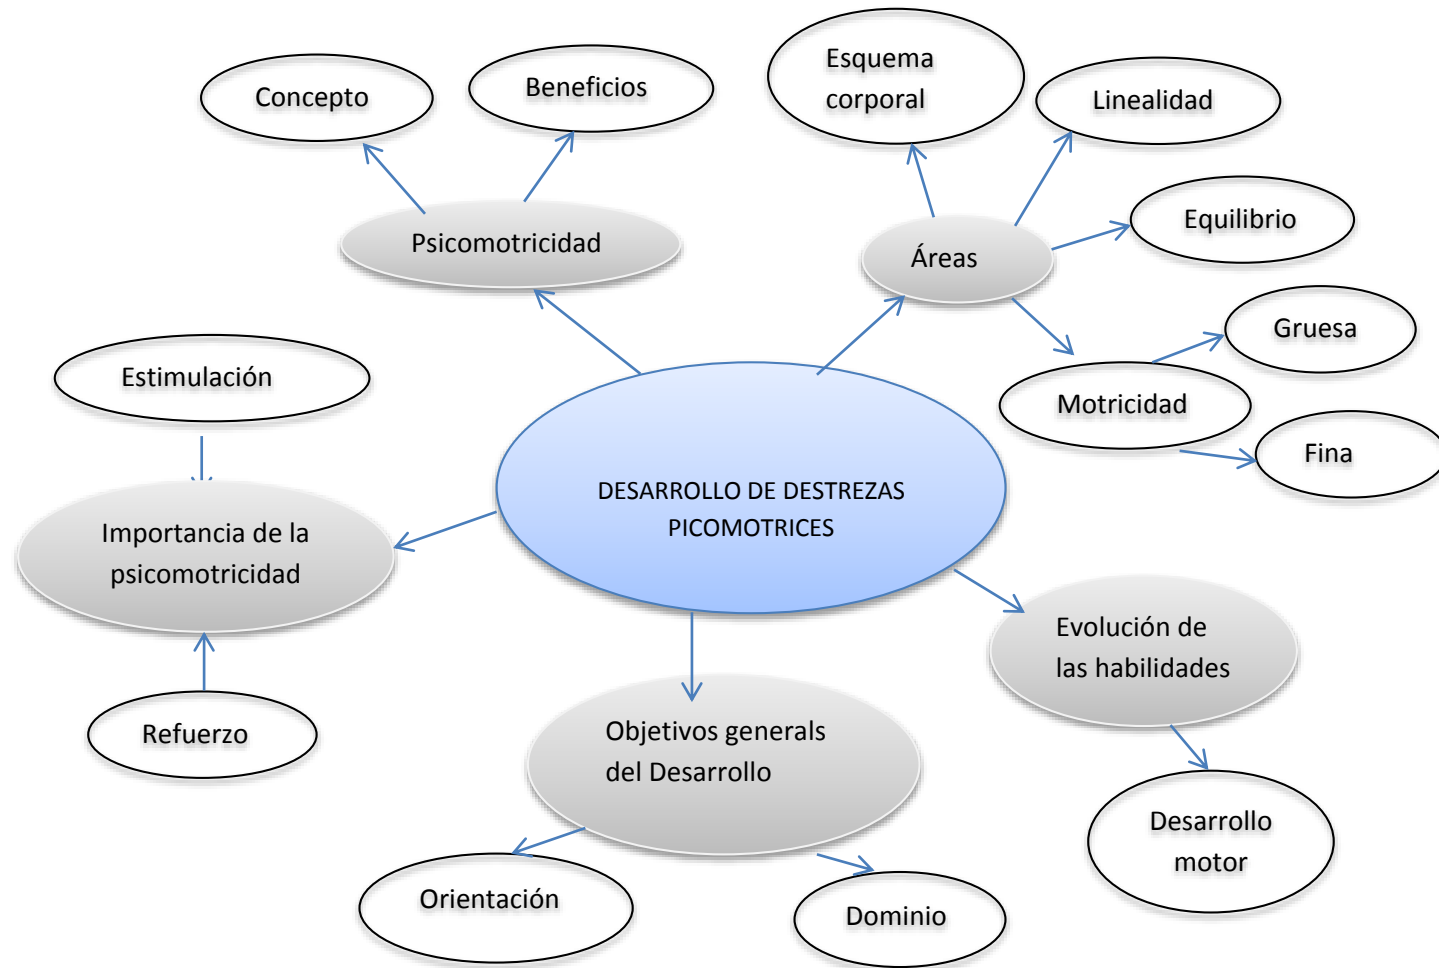 Concepto
Beneficios
Esquema
corporal
Linealidad
Psicomotricidad
Áreas
Equilibrio
Gruesa
Estimulación
Motricidad
Fina
DESARROLLO DE DESTREZAS
PICOMOTRICES
Importancia de la
psicomotricidad
Evolución de
las habilidades
Refuerzo
Objetivos generals
del Desarrollo
Desarrollo
motor
Orientación
Dominio